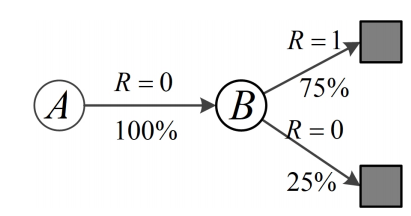 R = 1
R = 0
75%
A
B
100%
R = 0
25%